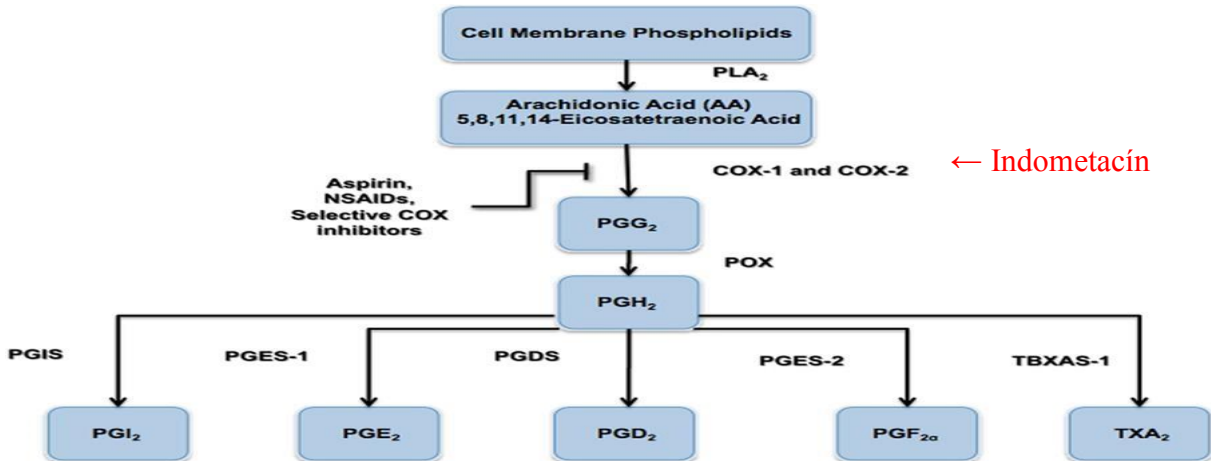 Cell Membrane Phospholipids
PLA₂
Arachidonic Acid (AA)
5,8,11,14-Eicosatetraenoic Acid
← Indometacín
COX-1 and COX-2
Aspirin,
NSAIDs,
Selective COX
inhibitors
PGG₂
POX
PGH₂
PGIS
PGES-1
PGDS
PGES-2
TBXAS-1
PGI₂
PGE₂
PGD₂
PGF₂α
TXA₂